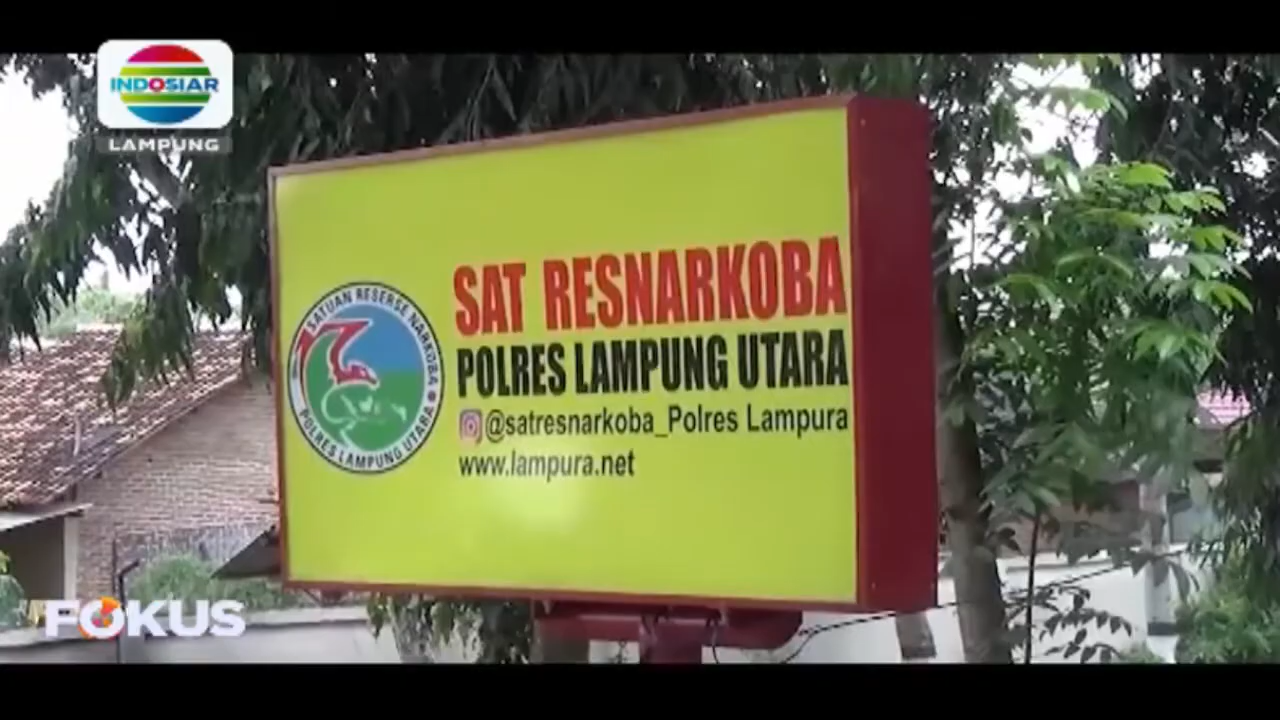 INDOSIAR
LAMPUNG
SAT RESNARKOBA
POLRES LAMPUNG UTARA
@satresnarkoba_Polres Lampura
www.lampura.net
SATUAN RESERSE NARKOBA
POLRES LAMPUNG UTARA
FOKUS